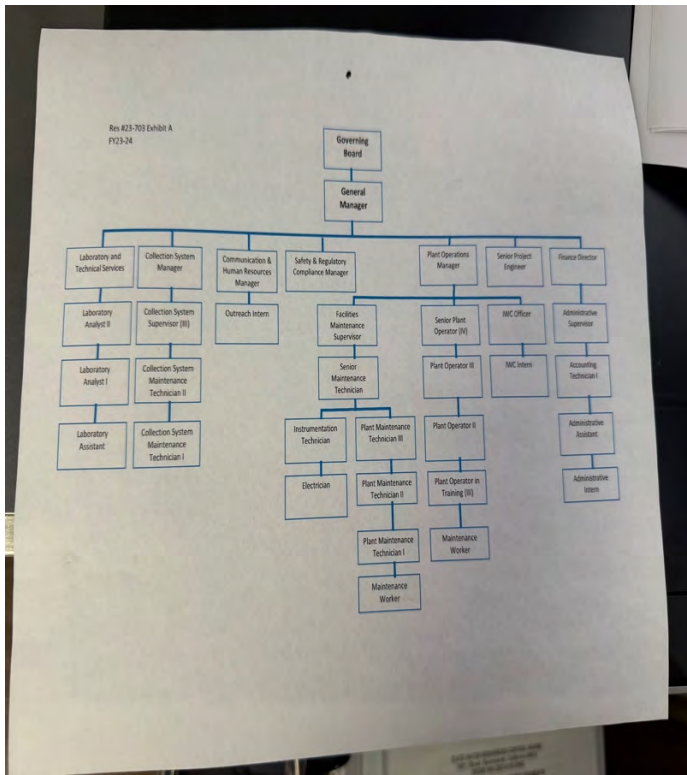 Res #23-703 Exhibit A
FY23-24
Governing
Board
General
Manager
Laboratory and
Technical Services
Collection System
Manager
Communication &
Human Resources
Manager
Safety & Regulatory
Compliance Manager
Plant Operations
Manager
Senior Project
Engineer
Finance Director
Laboratory
Analyst II
Collection System
Supervisor (III)
Outreach Intern
Facilities
Maintenance
Supervisor
Senior Plant
Operator (IV)
IWC Officer
Administrative
Supervisor
Laboratory
Analyst I
Collection System
Maintenance
Technician II
Senior
Maintenance
Technician
Plant Operator III
IWC Intern
Accounting
Technician I
Laboratory
Assistant
Collection System
Maintenance
Technician I
Instrumentation
Technician
Plant Maintenance
Technician III
Plant Operator II
Administrative
Assistant
Electrician
Plant Maintenance
Technician II
Plant Operator in
Training (III)
Administrative
Intern
Plant Maintenance
Technician I
Maintenance
Worker
Maintenance
Worker